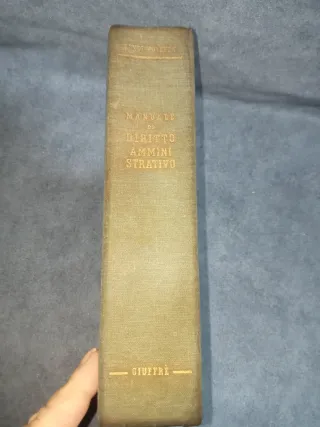 MANUALE
DI
DIRITTO
AMMINI
STRATIVO
GIUFFRÈ